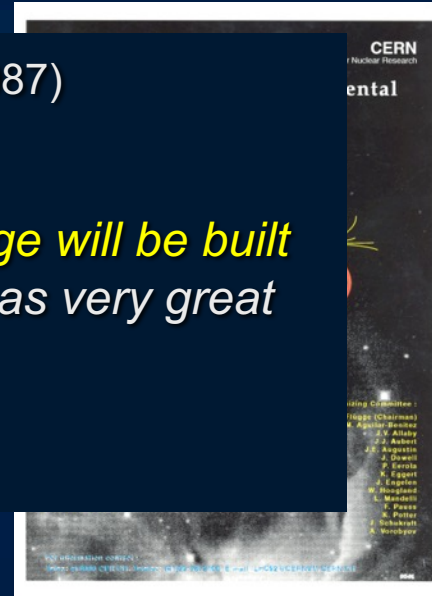 CERN
Nuclear Research
87)
ental
ge will be built
as very great
izing Committee :
Flügge (Chairman)
M. Aguilar-Benitez
J.V. Allaby
J.J. Aubert
J.E. Augustin
J. Dowell
P. Eerola
K. Eggert
J. Engelen
W. Hoogland
L. Mandelli
F. Pauss
K. Potter
J. Schukraft
A. Vorobyov